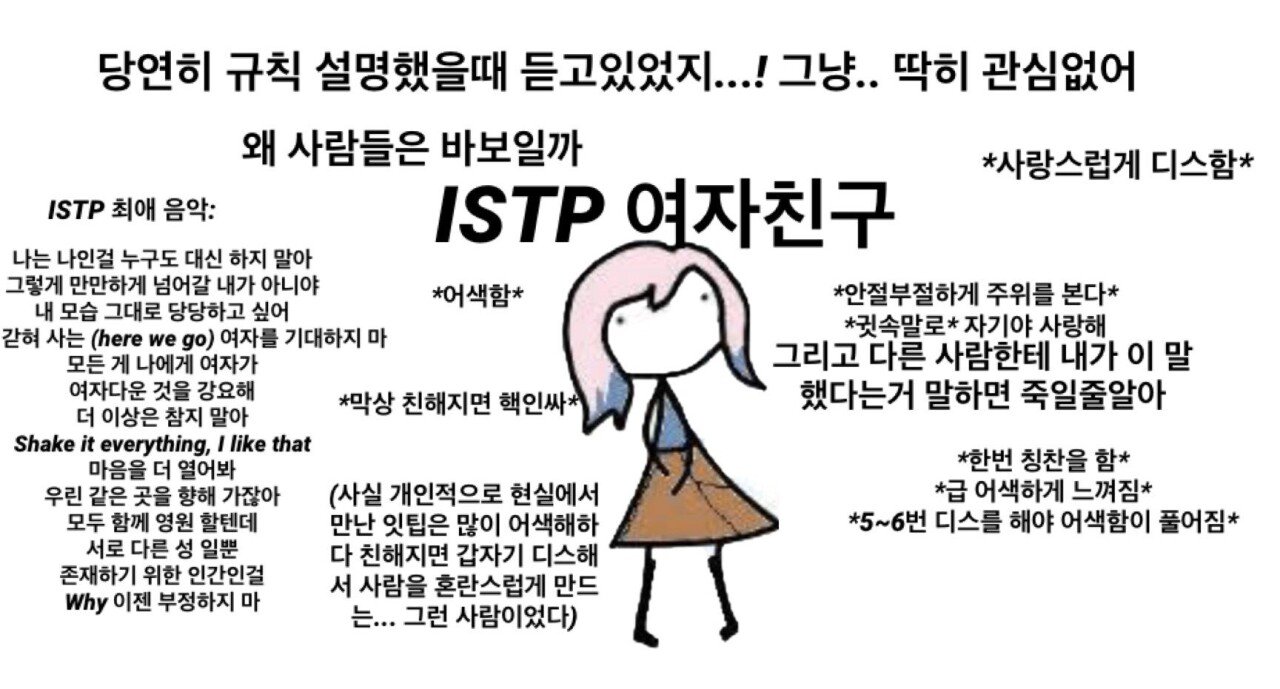 당연히 규칙 설명했을때 듣고있었지...! 그냥.. 딱히 관심없어
왜 사람들은 바보일까
*사랑스럽게 디스함*
ISTP 여자친구
ISTP 최애 음악:
나는 나인걸 누구도 대신 하지 말아
그렇게 만만하게 넘어갈 내가 아니야
내 모습 그대로 당당하고 싶어
갇혀 사는 (here we go) 여자를 기대하지 마
모든 게 나에게 여자가
여자다운 것을 강요해
더 이상은 참지 말아
Shake it everything, I like that
마음을 더 열어봐
우린 같은 곳을 향해 가잖아
모두 함께 영원 할텐데
서로 다른 성 일뿐
존재하기 위한 인간인걸
Why 이젠 부정하지 마
*어색함*
*막상 친해지면 핵인싸*
(사실 개인적으로 현실에서
만난 잇팁은 많이 어색해하
다 친해지면 갑자기 디스해
서 사람을 혼란스럽게 만드
는... 그런 사람이었다)
*안절부절하게 주위를 본다*
*귓속말로* 자기야 사랑해
그리고 다른 사람한테 내가 이 말
했다는거 말하면 죽일줄알아
*한번 칭찬을 함*
*급 어색하게 느껴짐*
*5~6번 디스를 해야 어색함이 풀어짐*